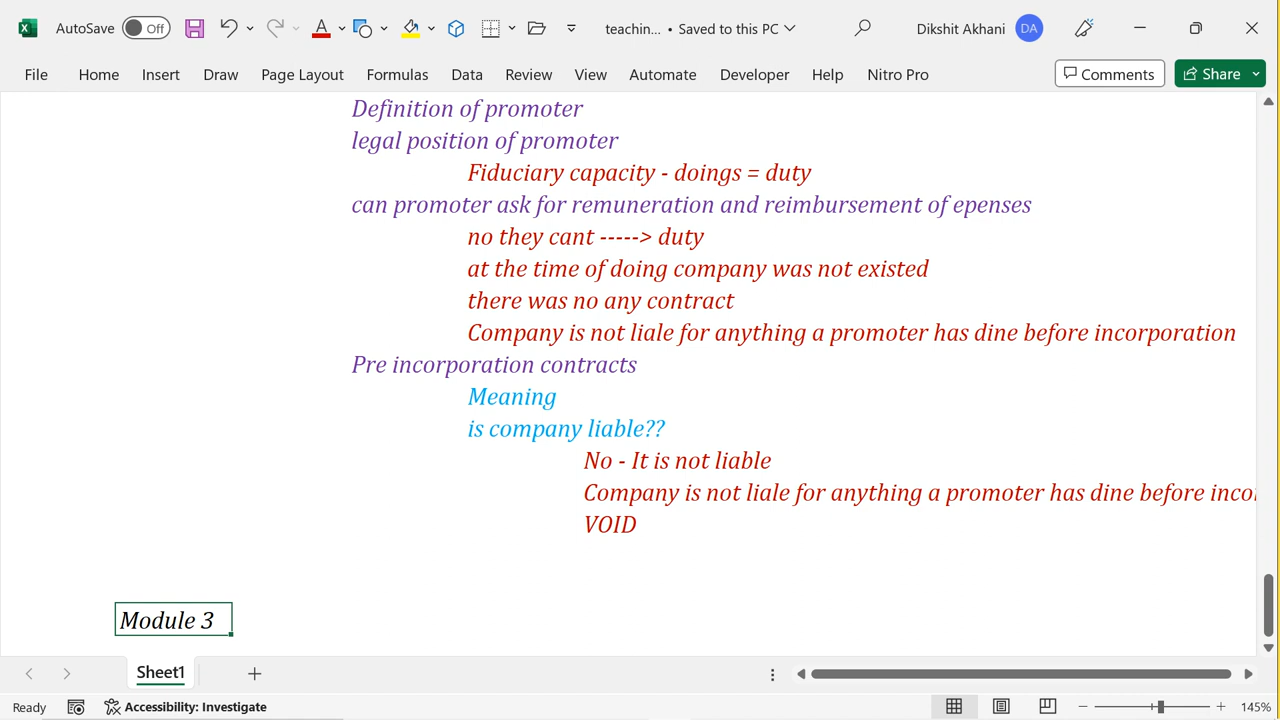 AutoSave Off teachin... • Saved to this PC Dikshit Akhani DA
File Home Insert Draw Page Layout Formulas Data Review View Automate Developer Help Nitro Pro Comments Share
Definition of promoter
legal position of promoter
Fiduciary capacity - doings = duty
can promoter ask for remuneration and reimbursement of epenses
no they cant -----> duty
at the time of doing company was not existed
there was no any contract
Company is not liale for anything a promoter has dine before incorporation
Pre incorporation contracts
Meaning
is company liable??
No - It is not liable
Company is not liale for anything a promoter has dine before inco
VOID
Module 3
Sheet1
Ready Accessibility: Investigate 145%